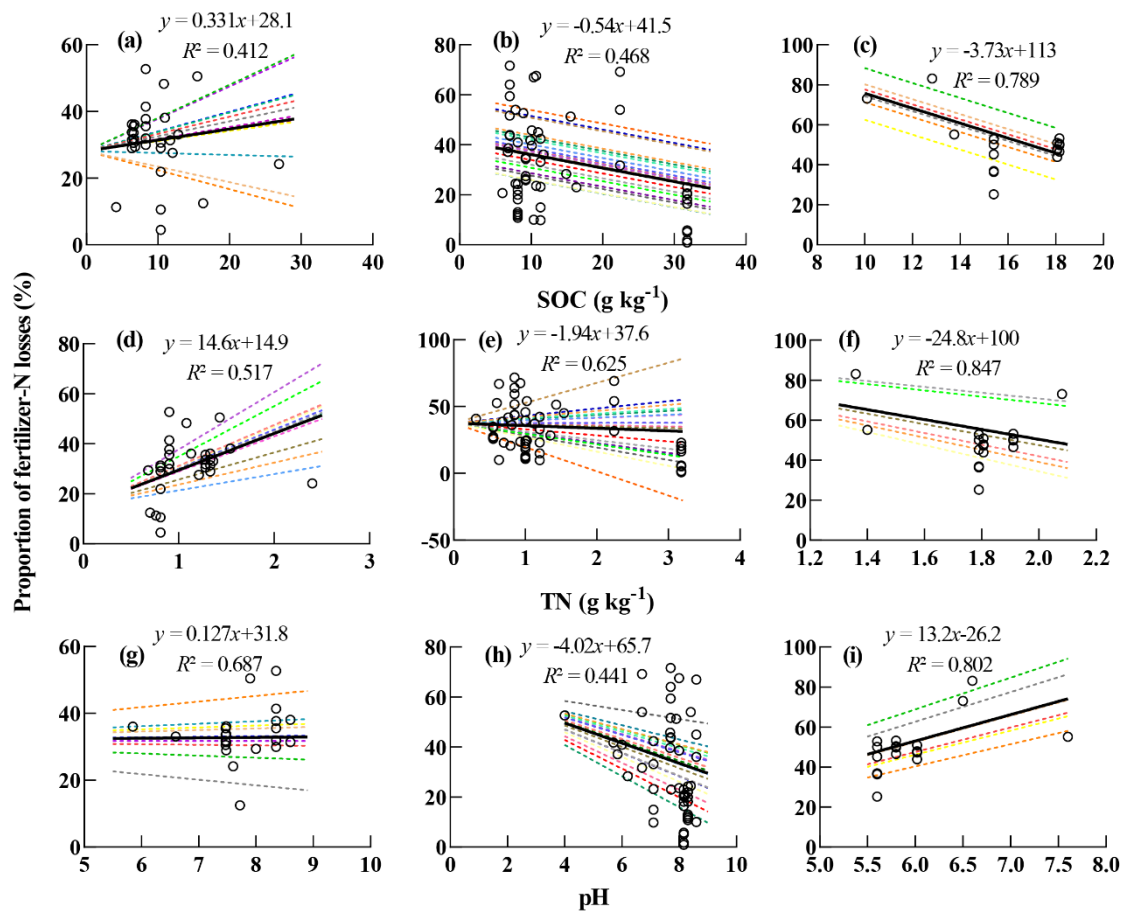 Proportion of fertilizer-N losses (%)
(a)
y = 0.331x+28.1
R² = 0.412
60
40
20
0
0 10 20 30 40
(b)
y = -0.54x+41.5
R² = 0.468
80
60
40
20
0
0 10 20 30 40
(c)
y = -3.73x+113
R² = 0.789
100
80
60
40
20
0
8 10 12 14 16 18 20
SOC (g kg⁻¹)
(d)
y = 14.6x+14.9
R² = 0.517
80
60
40
20
0
0 1 2 3
(e)
y = -1.94x+37.6
R² = 0.625
100
50
0
-50
0 1 2 3 4
(f)
y = -24.8x+100
R² = 0.847
100
80
60
40
20
0
1.2 1.4 1.6 1.8 2.0 2.2
TN (g kg⁻¹)
(g)
y = 0.127x+31.8
R² = 0.687
60
40
20
0
5 6 7 8 9 10
(h)
y = -4.02x+65.7
R² = 0.441
80
60
40
20
0
0 2 4 6 8 10
(i)
y = 13.2x-26.2
R² = 0.802
100
80
60
40
20
0
5.0 5.5 6.0 6.5 7.0 7.5 8.0
pH